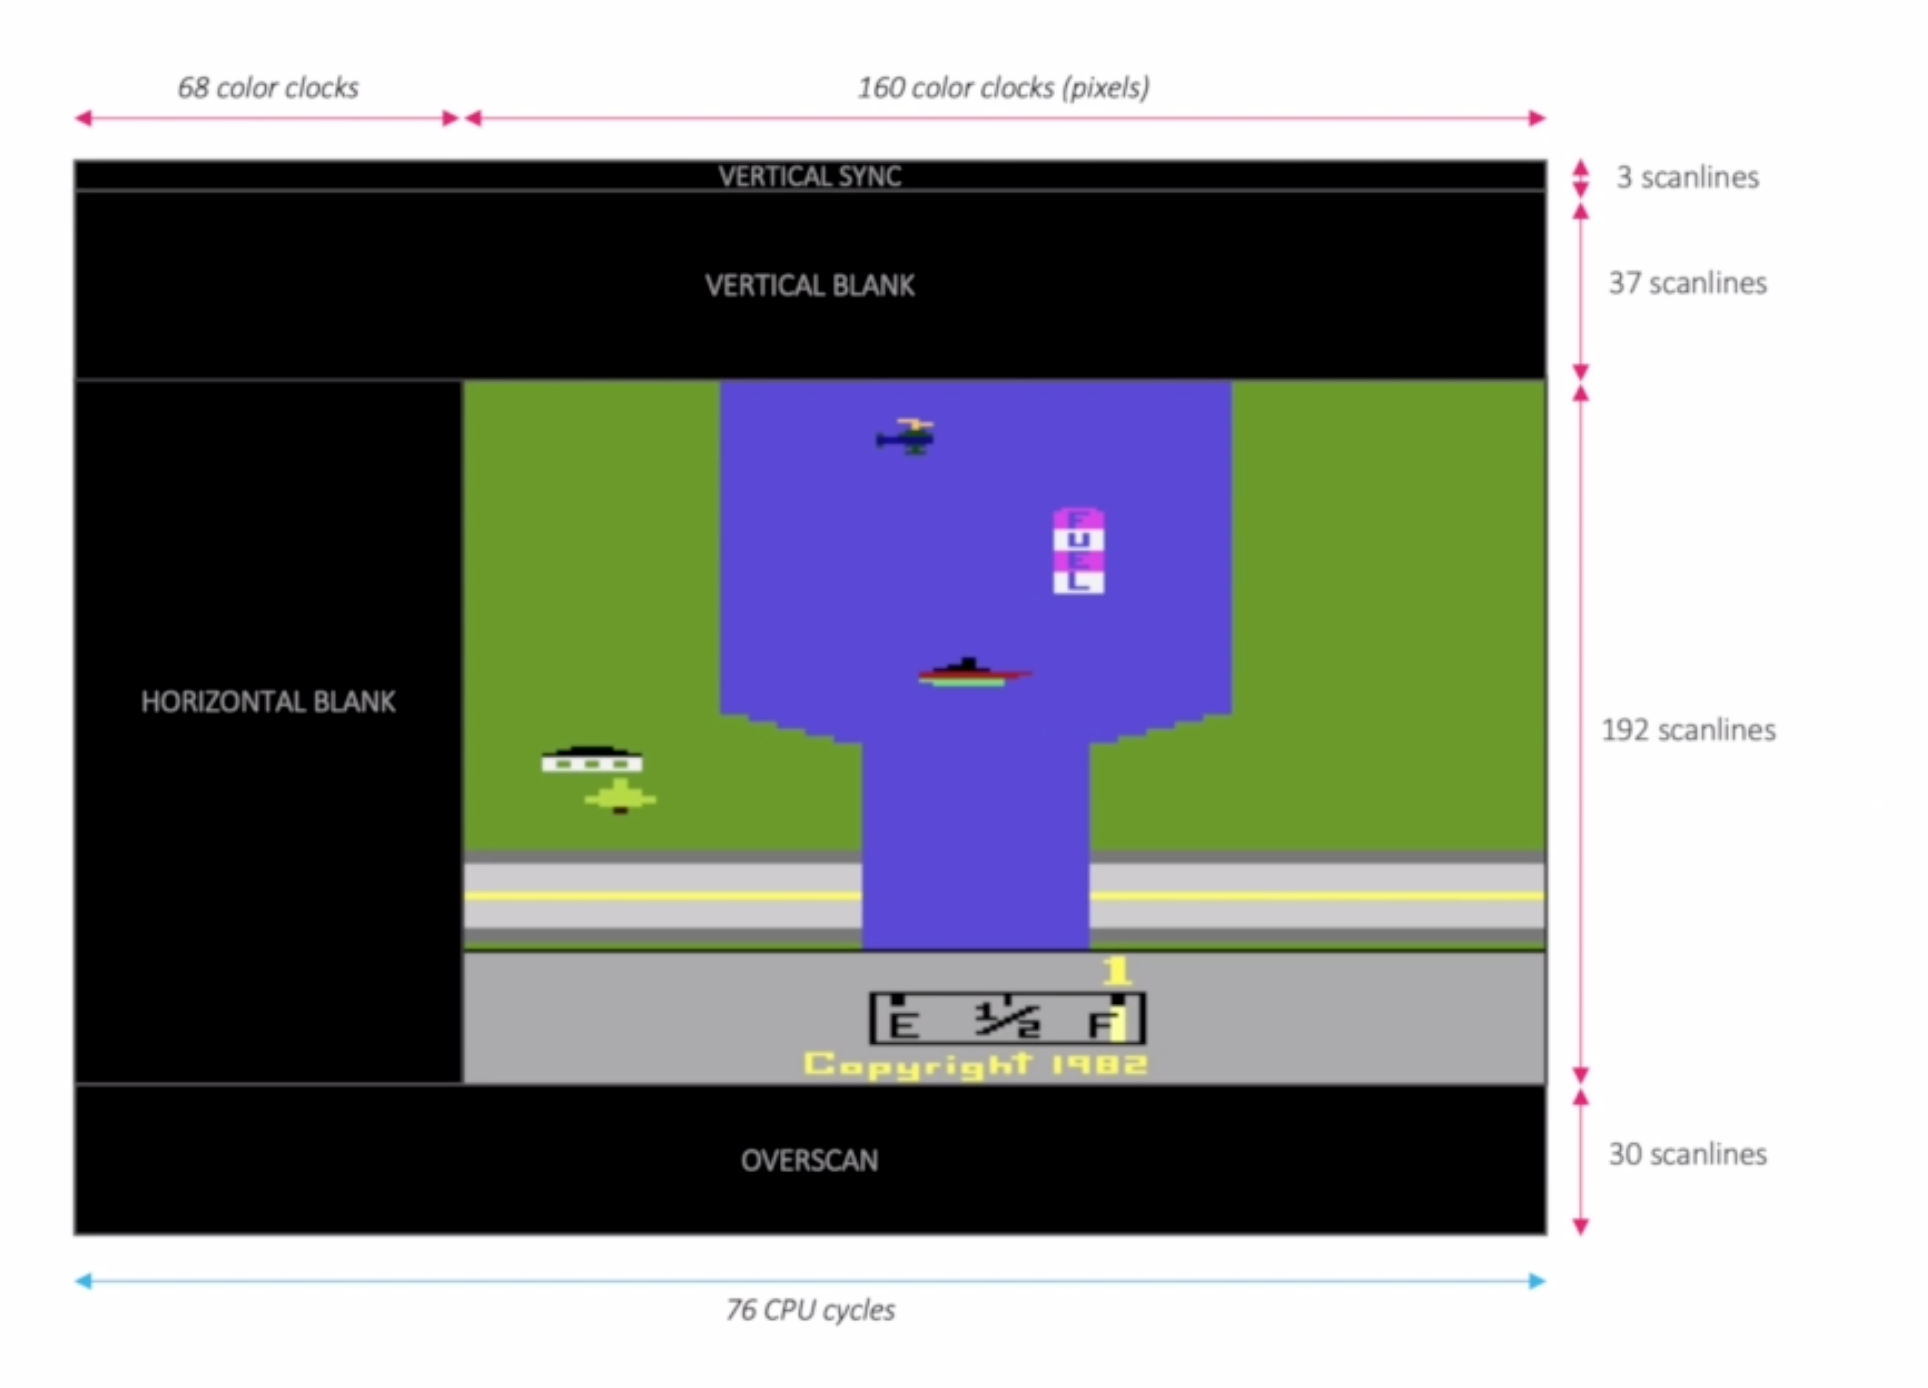 68 color clocks
160 color clocks (pixels)
VERTICAL SYNC
3 scanlines
VERTICAL BLANK
37 scanlines
F
U
E
L
HORIZONTAL BLANK
192 scanlines
1
E 1/2 F
Copyright 1982
OVERSCAN
30 scanlines
76 CPU cycles